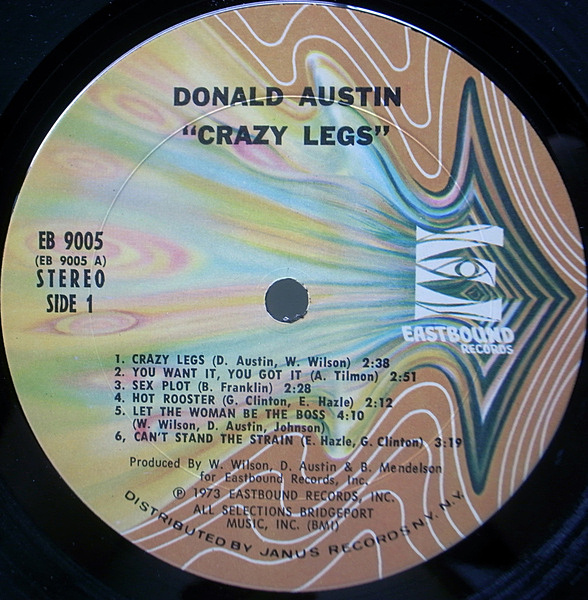 DONALD AUSTIN
"CRAZY LEGS"
EB 9005
(EB 9005 A)
STEREO
SIDE 1
EASTBOUND
RECORDS
1. CRAZY LEGS (D. Austin, W. Wilson) 2:38
2. YOU WANT IT, YOU GOT IT (A. Tilmon) 2:51
3. SEX PLOT (B. Franklin) 2:28
4. HOT ROOSTER (G. Clinton, E. Hazle) 2:12
5. LET THE WOMAN BE THE BOSS 4:10
(W. Wilson, D. Austin, Johnson)
6, CAN'T STAND THE STRAIN (E. Hazle, G. Clinton) 3:19
Produced By W. Wilson, D. Austin & B. Mendelson
for Eastbound Records, Inc.
℗ 1973 EASTBOUND RECORDS, INC.
ALL SELECTIONS BRIDGEPORT
MUSIC, INC. (BMI)
DISTRIBUTED BY JANUS RECORDS N.Y. N.Y.